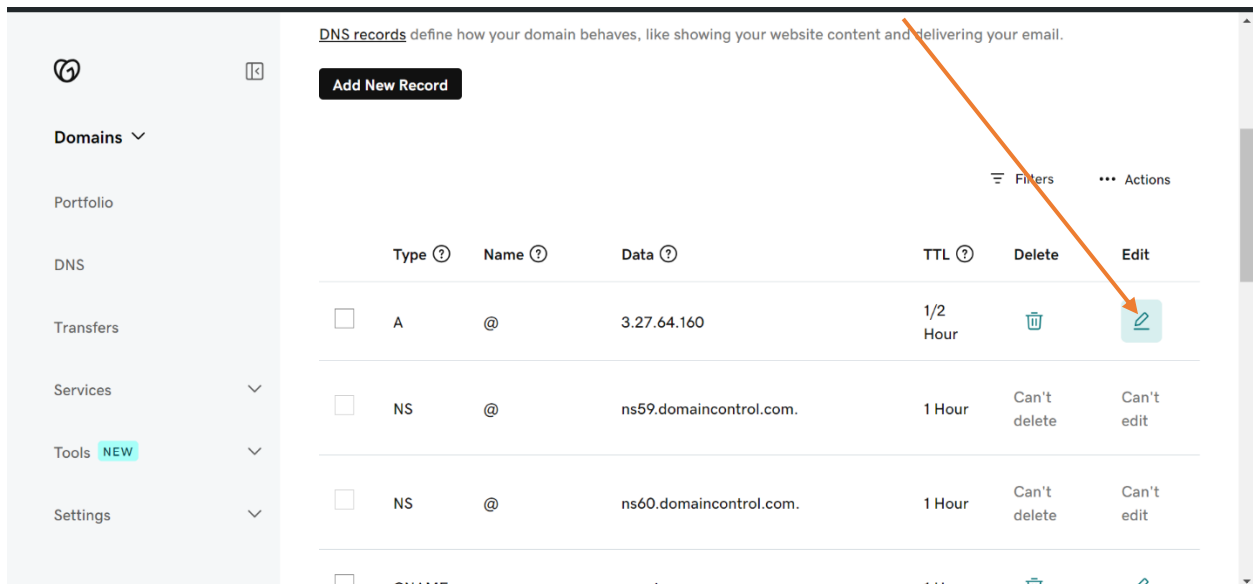 DNS records define how your domain behaves, like showing your website content and delivering your email.
Add New Record
Domains
Portfolio
DNS
Transfers
Services
Tools NEW
Settings
Filters
••• Actions
Type Name Data TTL Delete Edit
A @ 3.27.64.160 1/2 Hour
NS @ ns59.domaincontrol.com. 1 Hour Can't delete Can't edit
NS @ ns60.domaincontrol.com. 1 Hour Can't delete Can't edit